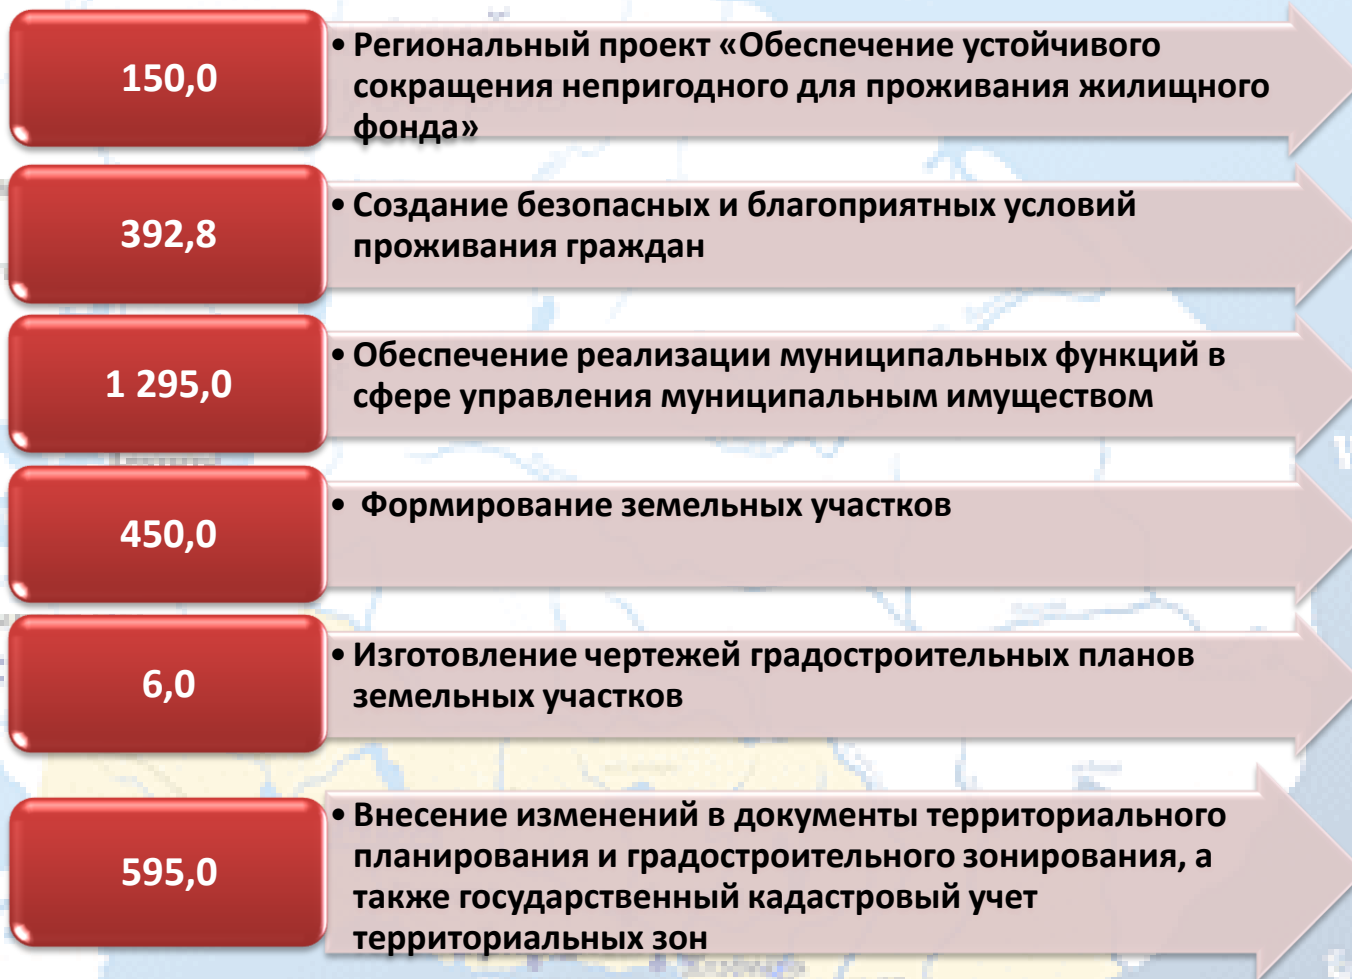 150,0
• Региональный проект «Обеспечение устойчивого
сокращения непригодного для проживания жилищного
фонда»
392,8
• Создание безопасных и благоприятных условий
проживания граждан
1 295,0
• Обеспечение реализации муниципальных функций в
сфере управления муниципальным имуществом
450,0
• Формирование земельных участков
6,0
• Изготовление чертежей градостроительных планов
земельных участков
595,0
• Внесение изменений в документы территориального
планирования и градостроительного зонирования, а
также государственный кадастровый учет
территориальных зон